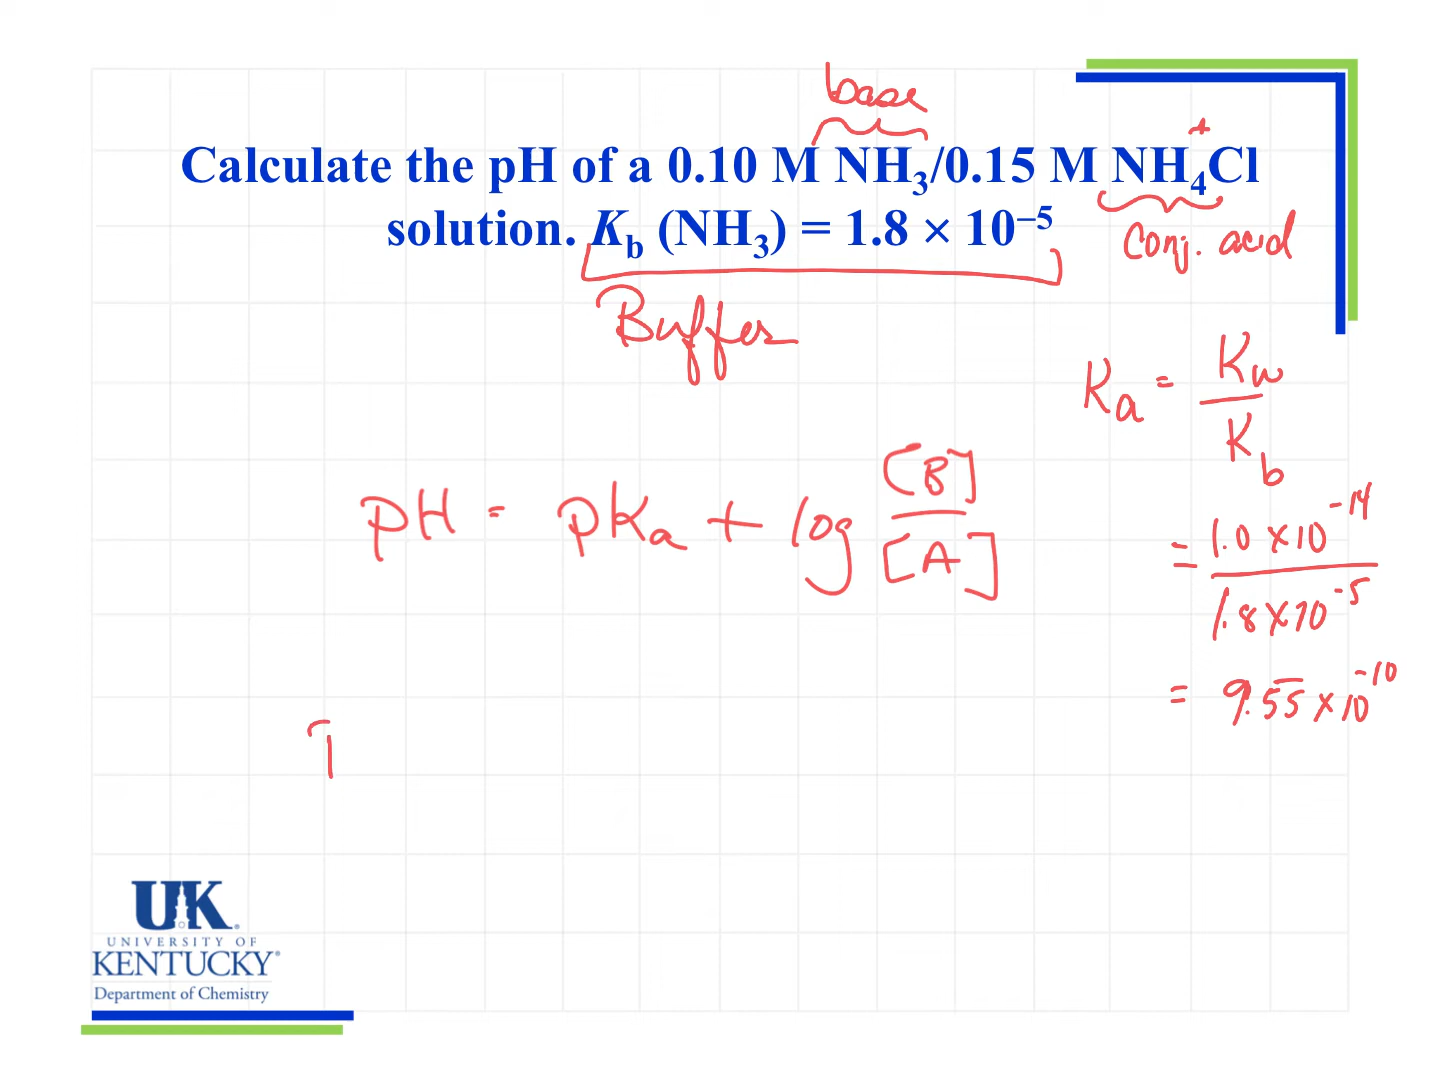 base
+
Calculate the pH of a 0.10 M NH₃/0.15 M NH₄Cl
solution. Kb (NH₃) = 1.8 × 10⁻⁵
conj. acid
Buffer
Ka = Kw / Kb
pH = pKa + log [B] / [A]
= 1.0 × 10⁻¹⁴ / 1.8 × 10⁻⁵
= 9.55 × 10⁻¹⁰
UK
UNIVERSITY OF
KENTUCKY
Department of Chemistry